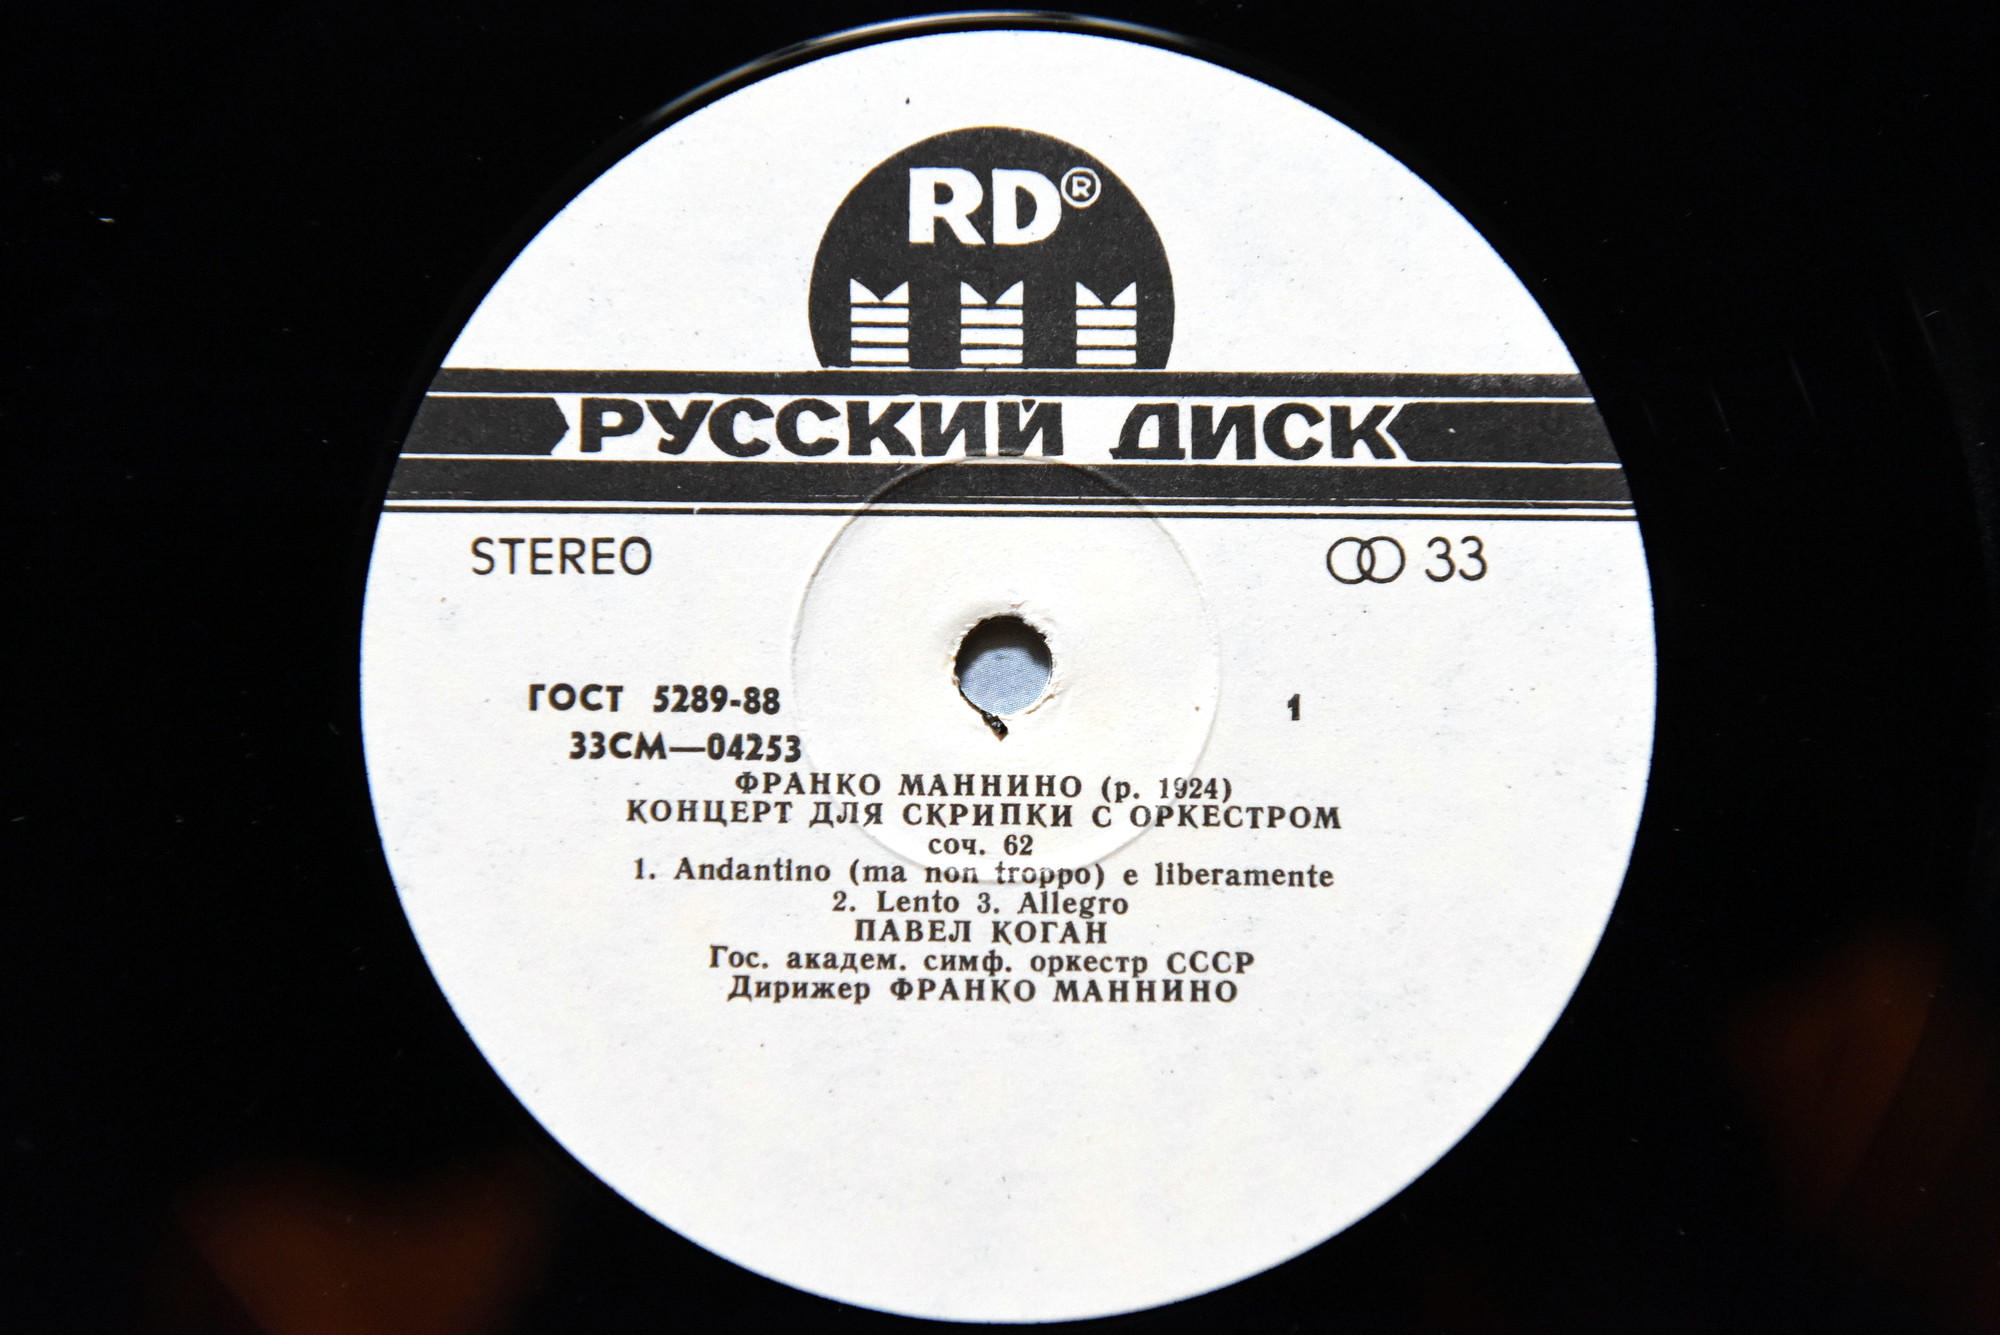 RD®
РУССКИЙ ДИСК
STEREO 33
ГОСТ 5289-88 1
33СМ—04253
ФРАНКО МАННИНО (р. 1924)
КОНЦЕРТ ДЛЯ СКРИПКИ С ОРКЕСТРОМ
соч. 62
1. Andantino (ma non troppo) e liberamente
2. Lento 3. Allegro
ПАВЕЛ КОГАН
Гос. академ. симф. оркестр СССР
Дирижер ФРАНКО МАННИНО